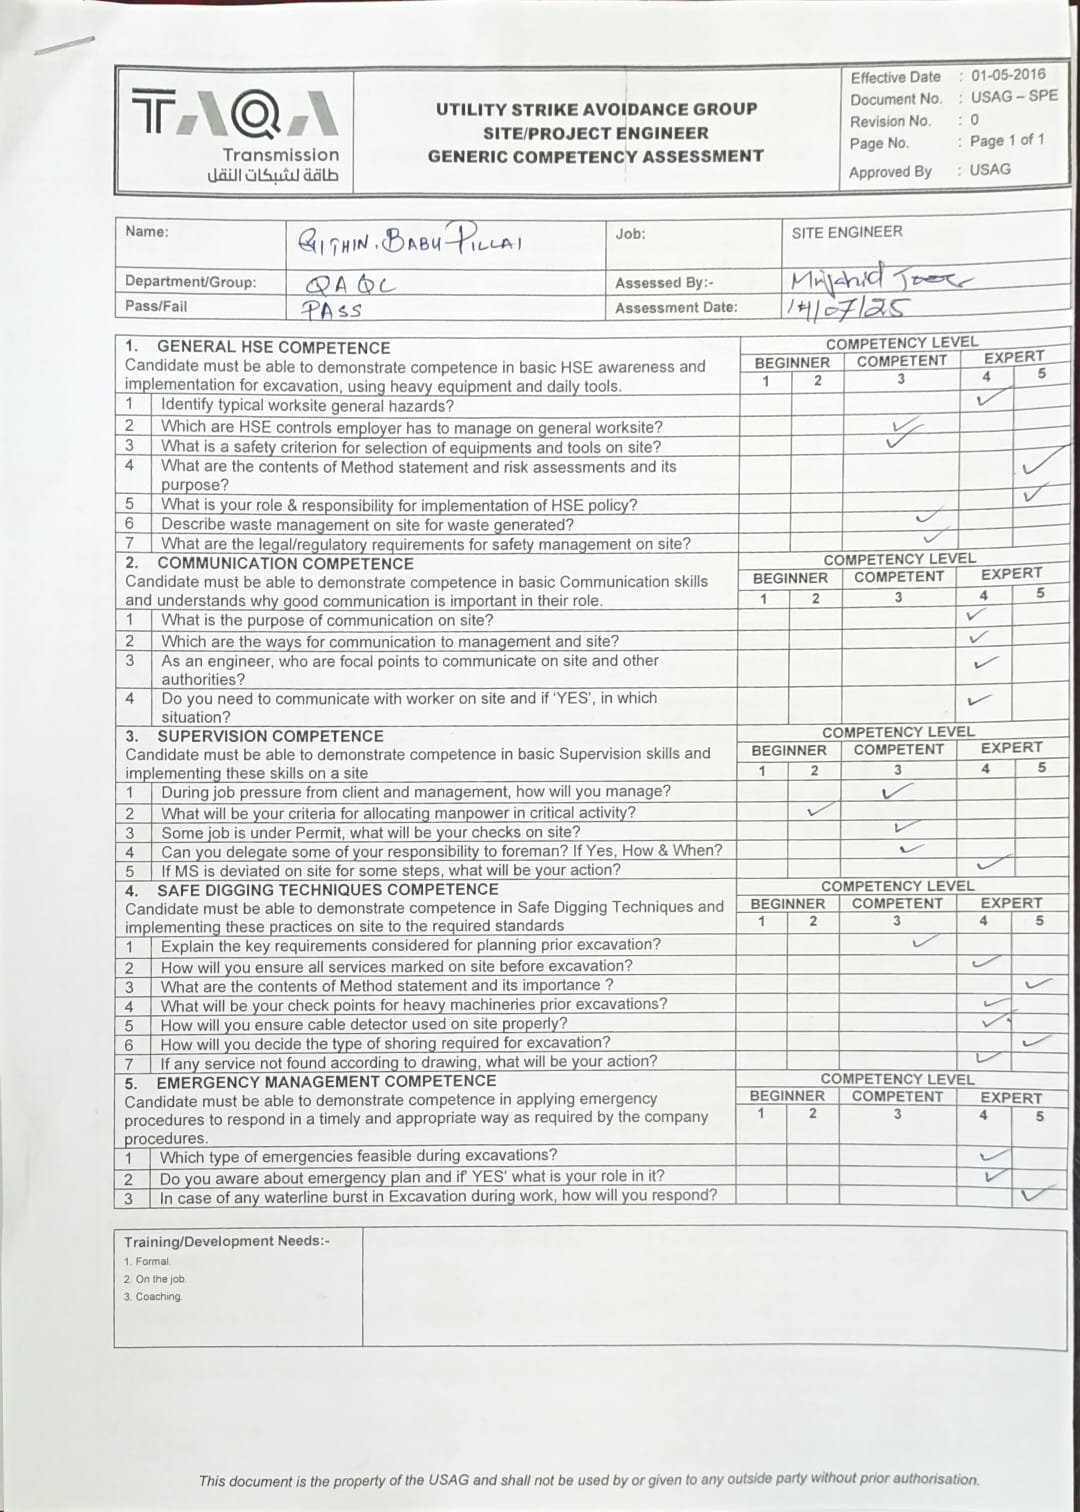 TAQA
Transmission
طاقة لشبكات النقل
UTILITY STRIKE AVOIDANCE GROUP
SITE/PROJECT ENGINEER
GENERIC COMPETENCY ASSESSMENT
Effective Date : 01-05-2016
Document No. : USAG – SPE
Revision No. : 0
Page No. : Page 1 of 1
Approved By : USAG
Name: GITHIN. BABU PILLAI Job: SITE ENGINEER
Department/Group: QAQC Assessed By:- Mujahid
Pass/Fail PASS Assessment Date: 14/07/25
1. GENERAL HSE COMPETENCE COMPETENCY LEVEL
Candidate must be able to demonstrate competence in basic HSE awareness and BEGINNER COMPETENT EXPERT
implementation for excavation, using heavy equipment and daily tools. 1 2 3 4 5
1 Identify typical worksite general hazards? ✓
2 Which are HSE controls employer has to manage on general worksite? ✓
3 What is a safety criterion for selection of equipments and tools on site? ✓
4 What are the contents of Method statement and risk assessments and its ✓
purpose?
5 What is your role & responsibility for implementation of HSE policy? ✓
6 Describe waste management on site for waste generated? ✓
7 What are the legal/regulatory requirements for safety management on site? ✓
2. COMMUNICATION COMPETENCE COMPETENCY LEVEL
Candidate must be able to demonstrate competence in basic Communication skills BEGINNER COMPETENT EXPERT
and understands why good communication is important in their role. 1 2 3 4 5
1 What is the purpose of communication on site? ✓
2 Which are the ways for communication to management and site? ✓
3 As an engineer, who are focal points to communicate on site and other ✓
authorities?
4 Do you need to communicate with worker on site and if 'YES', in which ✓
situation?
3. SUPERVISION COMPETENCE COMPETENCY LEVEL
Candidate must be able to demonstrate competence in basic Supervision skills and BEGINNER COMPETENT EXPERT
implementing these skills on a site 1 2 3 4 5
1 During job pressure from client and management, how will you manage? ✓
2 What will be your criteria for allocating manpower in critical activity? ✓
3 Some job is under Permit, what will be your checks on site? ✓
4 Can you delegate some of your responsibility to foreman? If Yes, How & When? ✓
5 If MS is deviated on site for some steps, what will be your action? ✓
4. SAFE DIGGING TECHNIQUES COMPETENCE COMPETENCY LEVEL
Candidate must be able to demonstrate competence in Safe Digging Techniques and BEGINNER COMPETENT EXPERT
implementing these practices on site to the required standards 1 2 3 4 5
1 Explain the key requirements considered for planning prior excavation? ✓
2 How will you ensure all services marked on site before excavation? ✓
3 What are the contents of Method statement and its importance ? ✓
4 What will be your check points for heavy machineries prior excavations? ✓
5 How will you ensure cable detector used on site properly? ✓
6 How will you decide the type of shoring required for excavation? ✓
7 If any service not found according to drawing, what will be your action? ✓
5. EMERGENCY MANAGEMENT COMPETENCE COMPETENCY LEVEL
Candidate must be able to demonstrate competence in applying emergency BEGINNER COMPETENT EXPERT
procedures to respond in a timely and appropriate way as required by the company 1 2 3 4 5
procedures.
1 Which type of emergencies feasible during excavations? ✓
2 Do you aware about emergency plan and if' YES' what is your role in it? ✓
3 In case of any waterline burst in Excavation during work, how will you respond? ✓
Training/Development Needs:-
1. Formal.
2. On the job.
3. Coaching.
This document is the property of the USAG and shall not be used by or given to any outside party without prior authorisation.